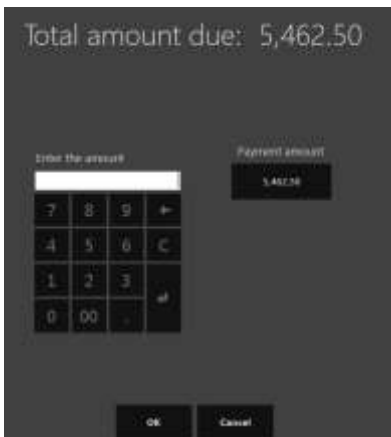 Total amount due: 5,462.50
Enter the amount
Payment amount
5,462.50
7 8 9 ←
4 5 6 C
1 2 3 ↵
0 00 .
OK Cancel